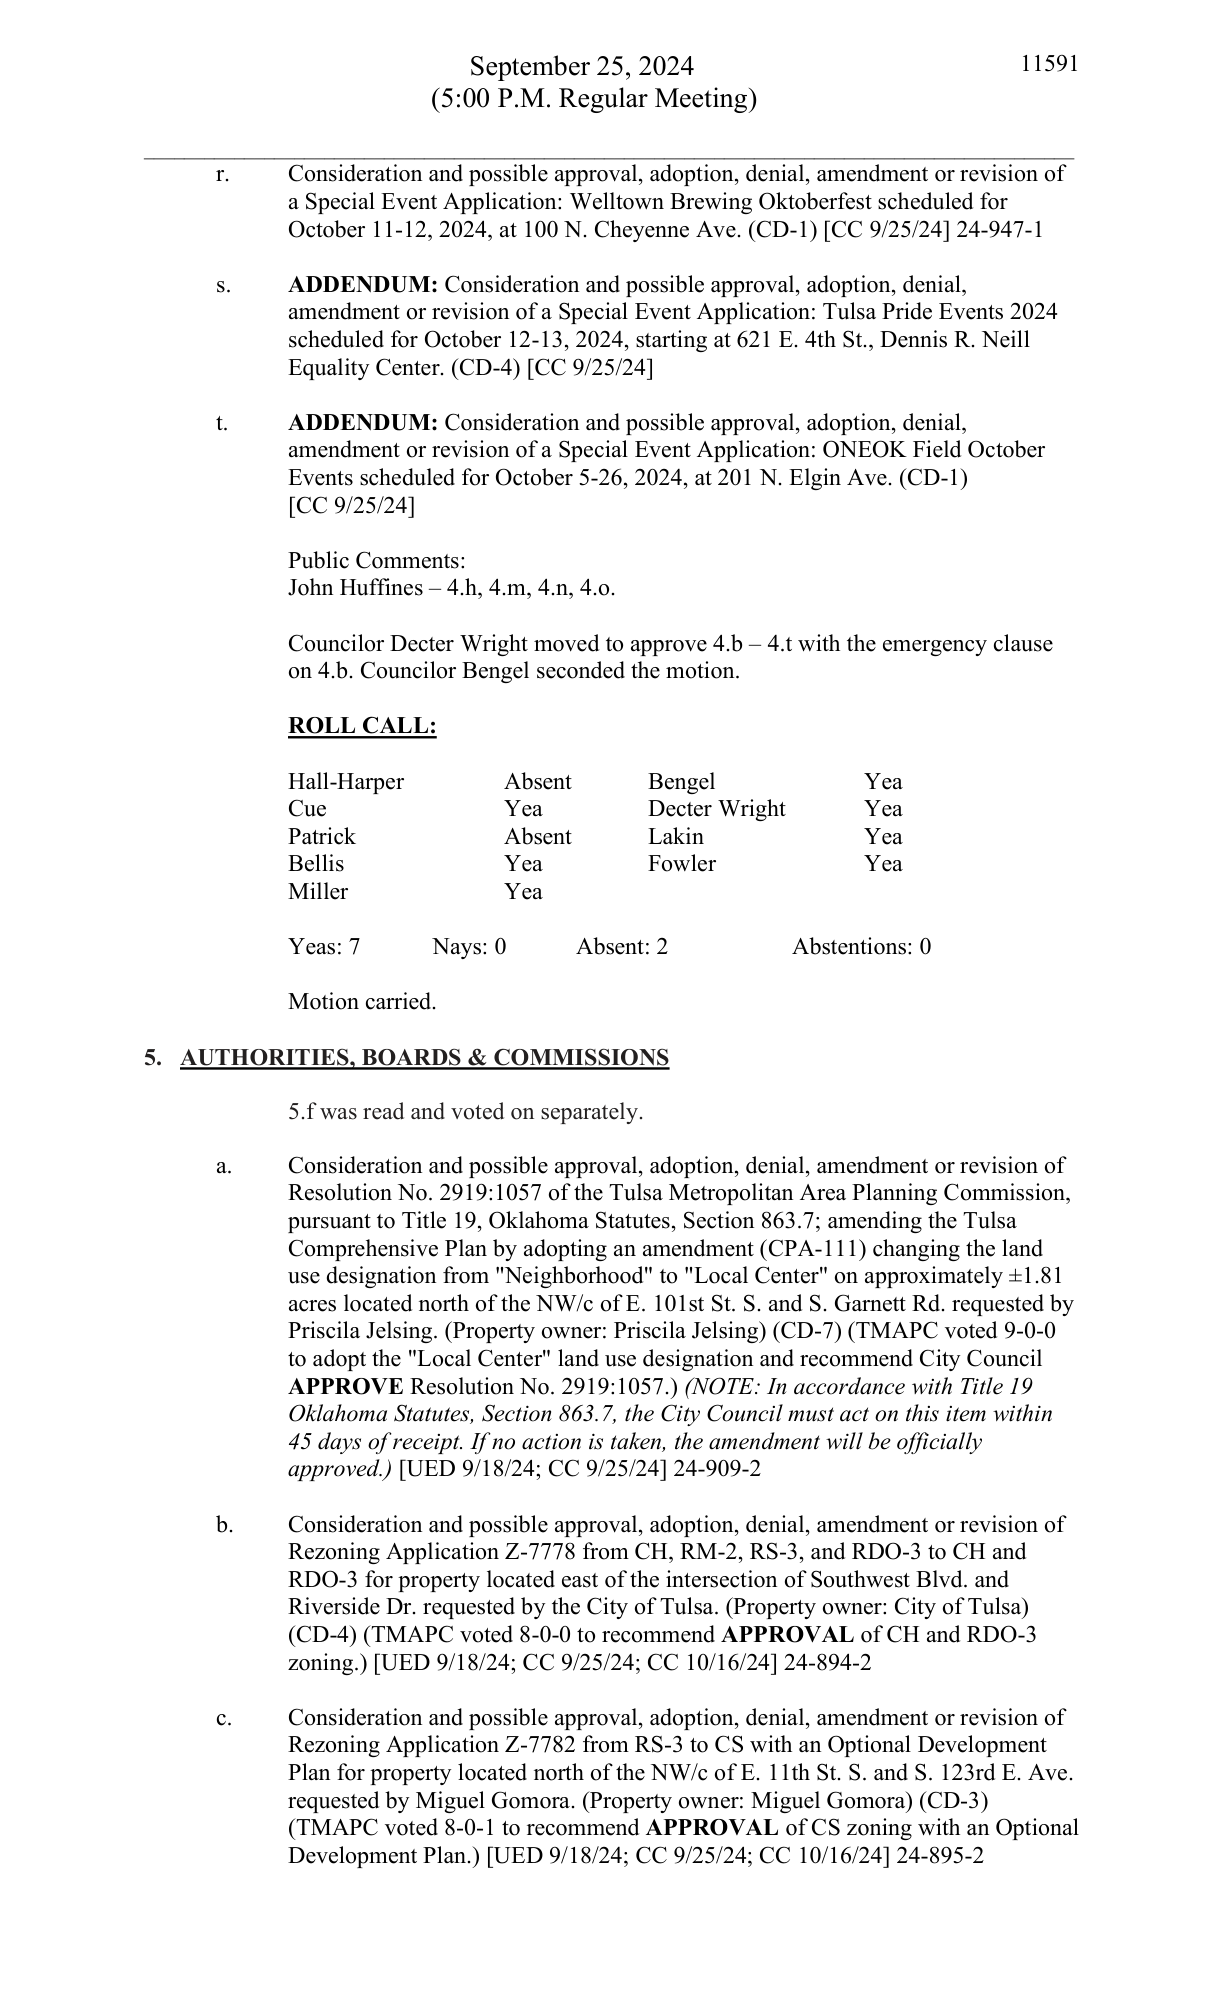 September 25, 2024
11591
(5:00 P.M. Regular Meeting)
r. Consideration and possible approval, adoption, denial, amendment or revision of
a Special Event Application: Welltown Brewing Oktoberfest scheduled for
October 11-12, 2024, at 100 N. Cheyenne Ave. (CD-1) [CC 9/25/24] 24-947-1
s. ADDENDUM: Consideration and possible approval, adoption, denial,
amendment or revision of a Special Event Application: Tulsa Pride Events 2024
scheduled for October 12-13, 2024, starting at 621 E. 4th St., Dennis R. Neill
Equality Center. (CD-4) [CC 9/25/24]
t. ADDENDUM: Consideration and possible approval, adoption, denial,
amendment or revision of a Special Event Application: ONEOK Field October
Events scheduled for October 5-26, 2024, at 201 N. Elgin Ave. (CD-1)
[CC 9/25/24]
Public Comments:
John Huffines – 4.h, 4.m, 4.n, 4.o.
Councilor Decter Wright moved to approve 4.b – 4.t with the emergency clause
on 4.b. Councilor Bengel seconded the motion.
ROLL CALL:
Hall-Harper Absent Bengel Yea
Cue Yea Decter Wright Yea
Patrick Absent Lakin Yea
Bellis Yea Fowler Yea
Miller Yea
Yeas: 7 Nays: 0 Absent: 2 Abstentions: 0
Motion carried.
5. AUTHORITIES, BOARDS & COMMISSIONS
5.f was read and voted on separately.
a. Consideration and possible approval, adoption, denial, amendment or revision of
Resolution No. 2919:1057 of the Tulsa Metropolitan Area Planning Commission,
pursuant to Title 19, Oklahoma Statutes, Section 863.7; amending the Tulsa
Comprehensive Plan by adopting an amendment (CPA-111) changing the land
use designation from "Neighborhood" to "Local Center" on approximately ±1.81
acres located north of the NW/c of E. 101st St. S. and S. Garnett Rd. requested by
Priscila Jelsing. (Property owner: Priscila Jelsing) (CD-7) (TMAPC voted 9-0-0
to adopt the "Local Center" land use designation and recommend City Council
APPROVE Resolution No. 2919:1057.) (NOTE: In accordance with Title 19
Oklahoma Statutes, Section 863.7, the City Council must act on this item within
45 days of receipt. If no action is taken, the amendment will be officially
approved.) [UED 9/18/24; CC 9/25/24] 24-909-2
b. Consideration and possible approval, adoption, denial, amendment or revision of
Rezoning Application Z-7778 from CH, RM-2, RS-3, and RDO-3 to CH and
RDO-3 for property located east of the intersection of Southwest Blvd. and
Riverside Dr. requested by the City of Tulsa. (Property owner: City of Tulsa)
(CD-4) (TMAPC voted 8-0-0 to recommend APPROVAL of CH and RDO-3
zoning.) [UED 9/18/24; CC 9/25/24; CC 10/16/24] 24-894-2
c. Consideration and possible approval, adoption, denial, amendment or revision of
Rezoning Application Z-7782 from RS-3 to CS with an Optional Development
Plan for property located north of the NW/c of E. 11th St. S. and S. 123rd E. Ave.
requested by Miguel Gomora. (Property owner: Miguel Gomora) (CD-3)
(TMAPC voted 8-0-1 to recommend APPROVAL of CS zoning with an Optional
Development Plan.) [UED 9/18/24; CC 9/25/24; CC 10/16/24] 24-895-2